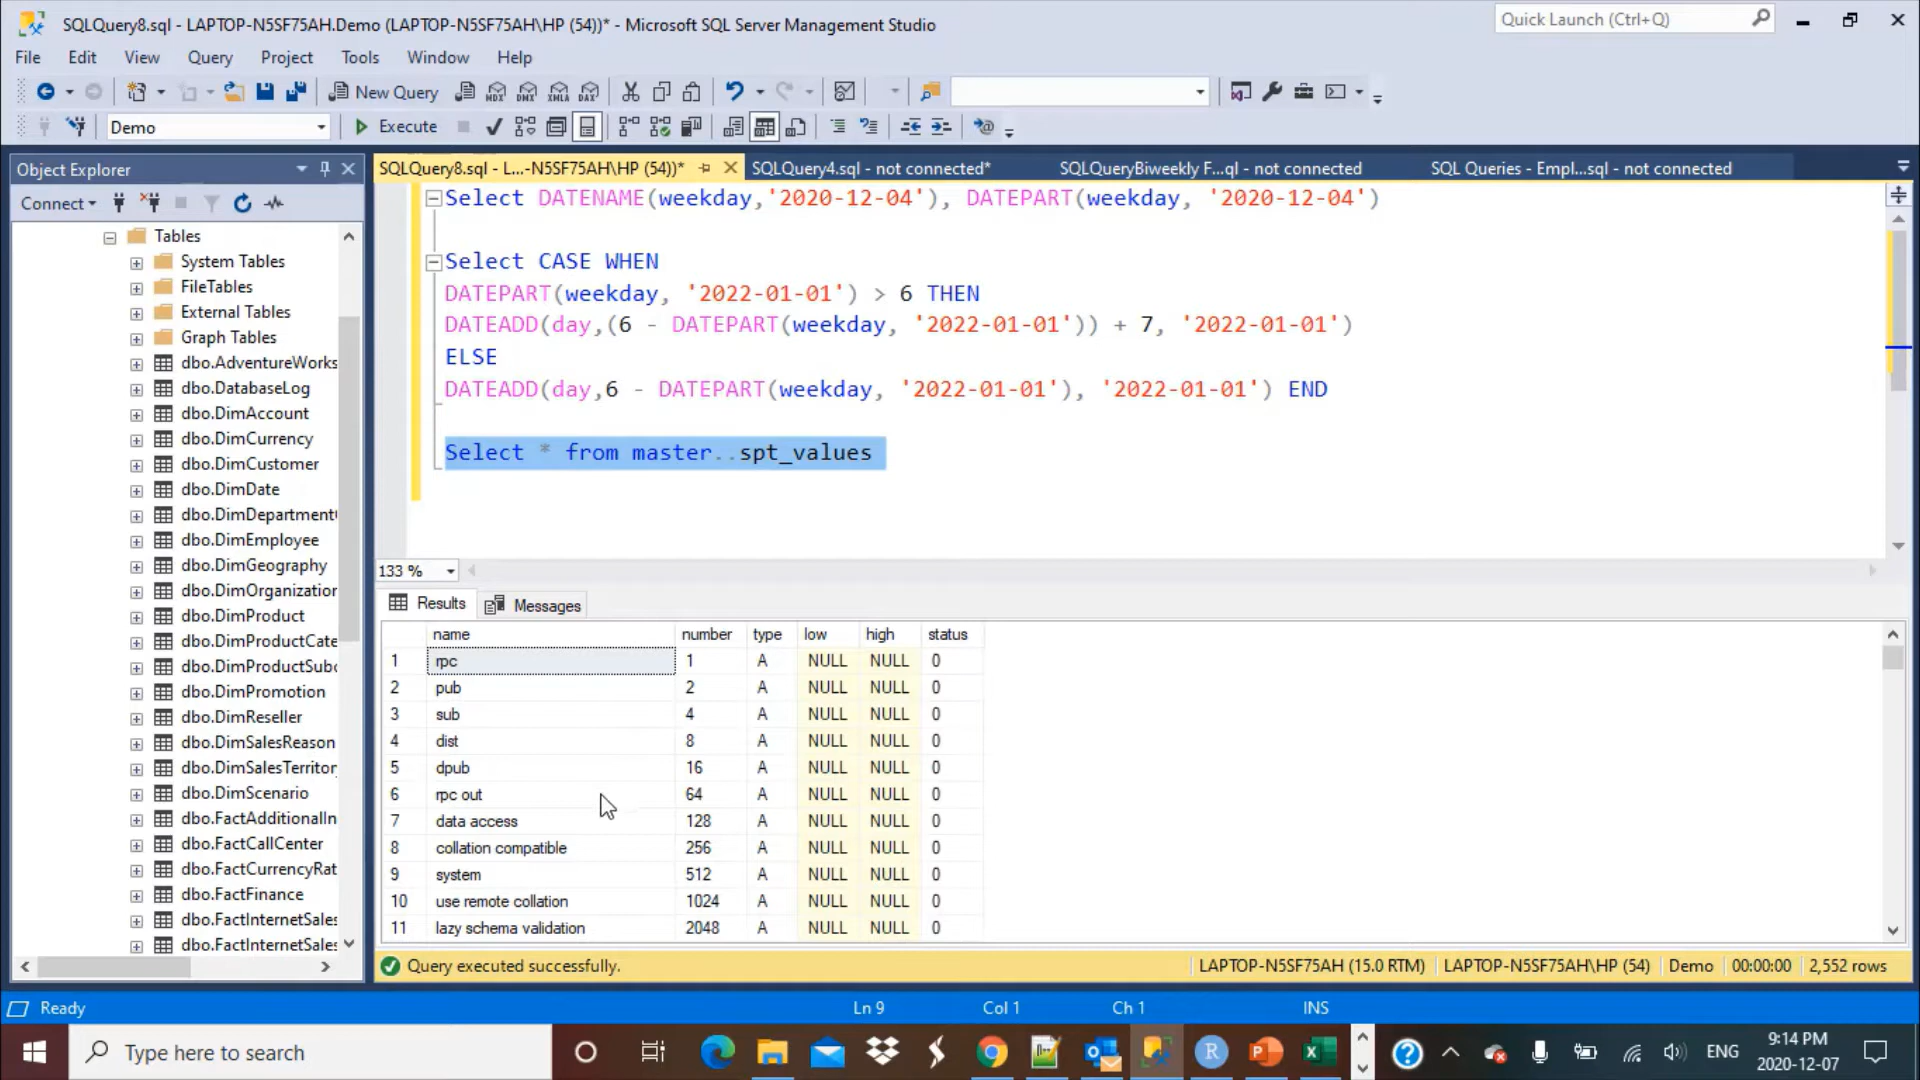 SQLQuery8.sql - LAPTOP-N5SF75AH.Demo (LAPTOP-N5SF75AH\HP (54))* - Microsoft SQL Server Management Studio
Quick Launch (Ctrl+Q)
File Edit View Query Project Tools Window Help
New Query
MDX DMX XMLA DAX
Demo
Execute
Object Explorer
SQLQuery8.sql - L...-N5SF75AH\HP (54))*
SQLQuery4.sql - not connected*
SQLQueryBiweekly F...ql - not connected
SQL Queries - Empl...sql - not connected
Connect
Tables
System Tables
FileTables
External Tables
Graph Tables
dbo.AdventureWorks
dbo.DatabaseLog
dbo.DimAccount
dbo.DimCurrency
dbo.DimCustomer
dbo.DimDate
dbo.DimDepartment
dbo.DimEmployee
dbo.DimGeography
dbo.DimOrganization
dbo.DimProduct
dbo.DimProductCate
dbo.DimProductSubc
dbo.DimPromotion
dbo.DimReseller
dbo.DimSalesReason
dbo.DimSalesTerritor
dbo.DimScenario
dbo.FactAdditionalIn
dbo.FactCallCenter
dbo.FactCurrencyRat
dbo.FactFinance
dbo.FactInternetSales
dbo.FactInternetSales
Select DATENAME(weekday,'2020-12-04'), DATEPART(weekday, '2020-12-04')
Select CASE WHEN
DATEPART(weekday, '2022-01-01') > 6 THEN
DATEADD(day,(6 - DATEPART(weekday, '2022-01-01')) + 7, '2022-01-01')
ELSE
DATEADD(day,6 - DATEPART(weekday, '2022-01-01'), '2022-01-01') END
Select * from master..spt_values
133 %
Results Messages
name number type low high status
1 rpc 1 A NULL NULL 0
2 pub 2 A NULL NULL 0
3 sub 4 A NULL NULL 0
4 dist 8 A NULL NULL 0
5 dpub 16 A NULL NULL 0
6 rpc out 64 A NULL NULL 0
7 data access 128 A NULL NULL 0
8 collation compatible 256 A NULL NULL 0
9 system 512 A NULL NULL 0
10 use remote collation 1024 A NULL NULL 0
11 lazy schema validation 2048 A NULL NULL 0
Query executed successfully.
LAPTOP-N5SF75AH (15.0 RTM) LAPTOP-N5SF75AH\HP (54) Demo 00:00:00 2,552 rows
Ready Ln 9 Col 1 Ch 1 INS
Type here to search
ENG
9:14 PM
2020-12-07